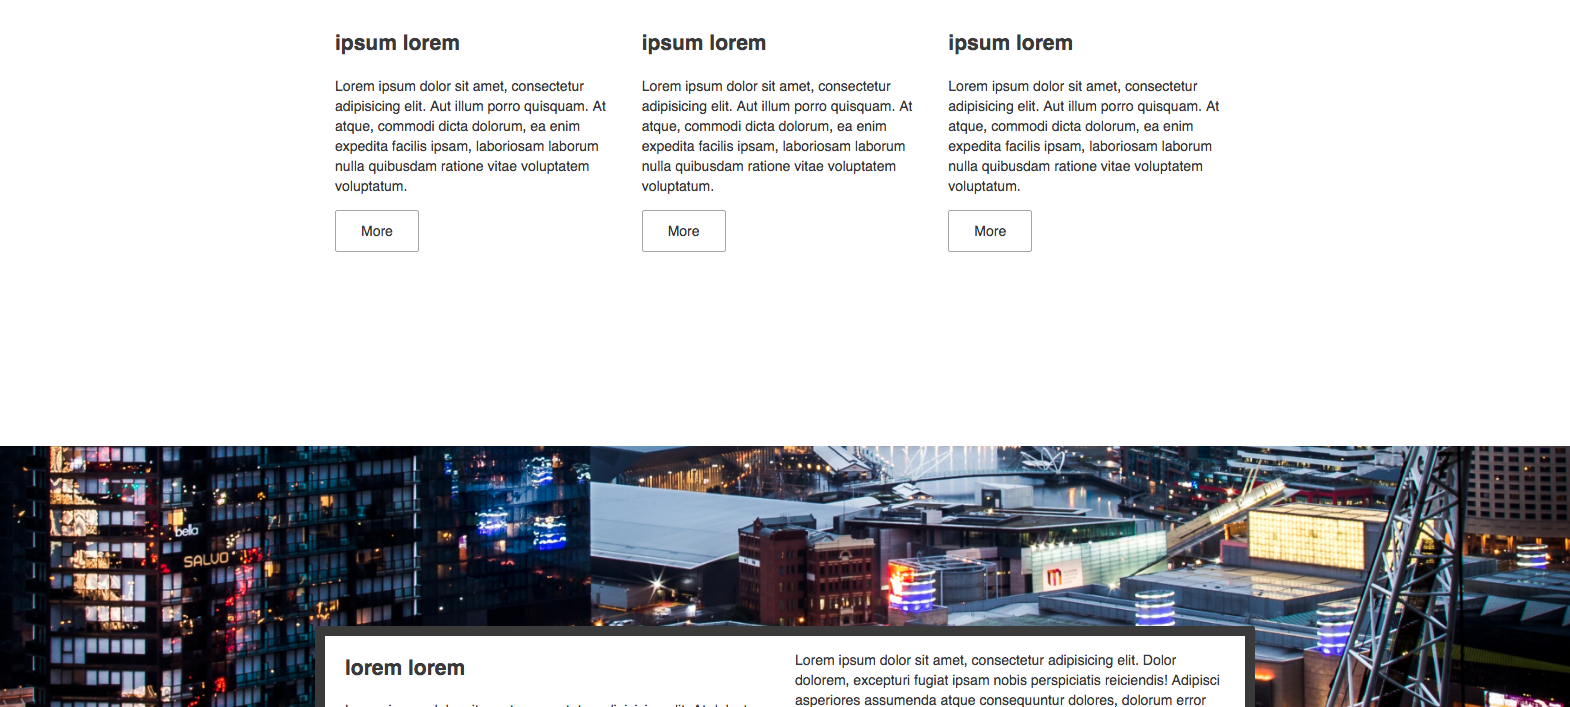 ipsum lorem
Lorem ipsum dolor sit amet, consectetur
adipisicing elit. Aut illum porro quisquam. At
atque, commodi dicta dolorum, ea enim
expedita facilis ipsam, laboriosam laborum
nulla quibusdam ratione vitae voluptatem
voluptatum.
More
ipsum lorem
Lorem ipsum dolor sit amet, consectetur
adipisicing elit. Aut illum porro quisquam. At
atque, commodi dicta dolorum, ea enim
expedita facilis ipsam, laboriosam laborum
nulla quibusdam ratione vitae voluptatem
voluptatum.
More
ipsum lorem
Lorem ipsum dolor sit amet, consectetur
adipisicing elit. Aut illum porro quisquam. At
atque, commodi dicta dolorum, ea enim
expedita facilis ipsam, laboriosam laborum
nulla quibusdam ratione vitae voluptatem
voluptatum.
More
bella
SALUD
m
lorem lorem
Lorem ipsum dolor sit amet, consectetur adipisicing elit. Dolor
dolorem, excepturi fugiat ipsam nobis perspiciatis reiciendis! Adipisci
asperiores assumenda atque consequuntur dolores, dolorum error